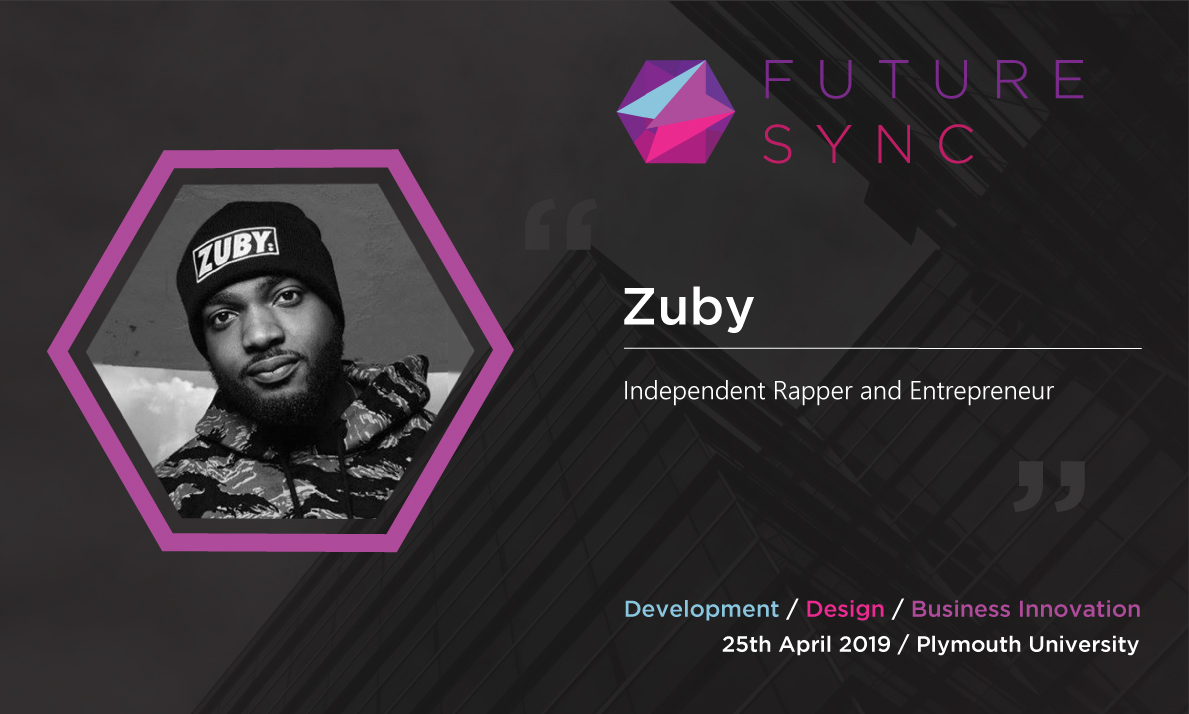 FUTURE
SYNC
ZUBY:
“
Zuby
Independent Rapper and Entrepreneur
”
Development / Design / Business Innovation
25th April 2019 / Plymouth University